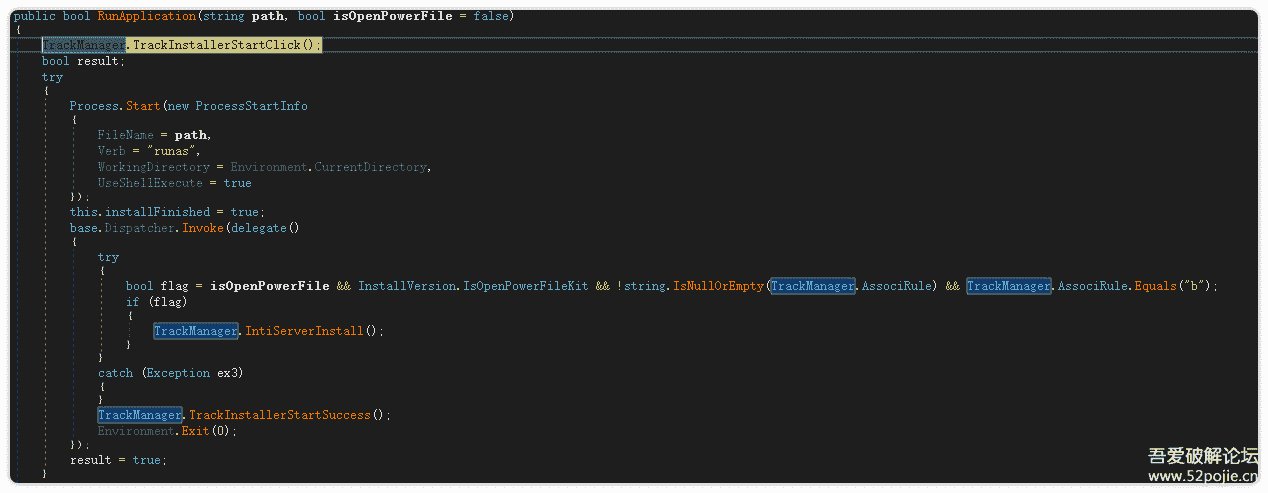 public bool RunApplication(string path, bool isOpenPowerFile = false)
{
TrackManager.TrackInstallerStartClick();
bool result;
try
{
Process.Start(new ProcessStartInfo
{
FileName = path,
Verb = "runas",
WorkingDirectory = Environment.CurrentDirectory,
UseShellExecute = true
});
this.installFinished = true;
base.Dispatcher.Invoke(delegate()
{
try
{
bool flag = isOpenPowerFile && InstallVersion.IsOpenPowerFileKit && !string.IsNullOrEmpty(TrackManager.AssociRule) && TrackManager.AssociRule.Equals("b");
if (flag)
{
TrackManager.IntiServerInstall();
}
}
catch (Exception ex3)
{
}
TrackManager.TrackInstallerStartSuccess();
Environment.Exit(0);
});
result = true;
}
吾爱破解论坛
www.52pojie.cn